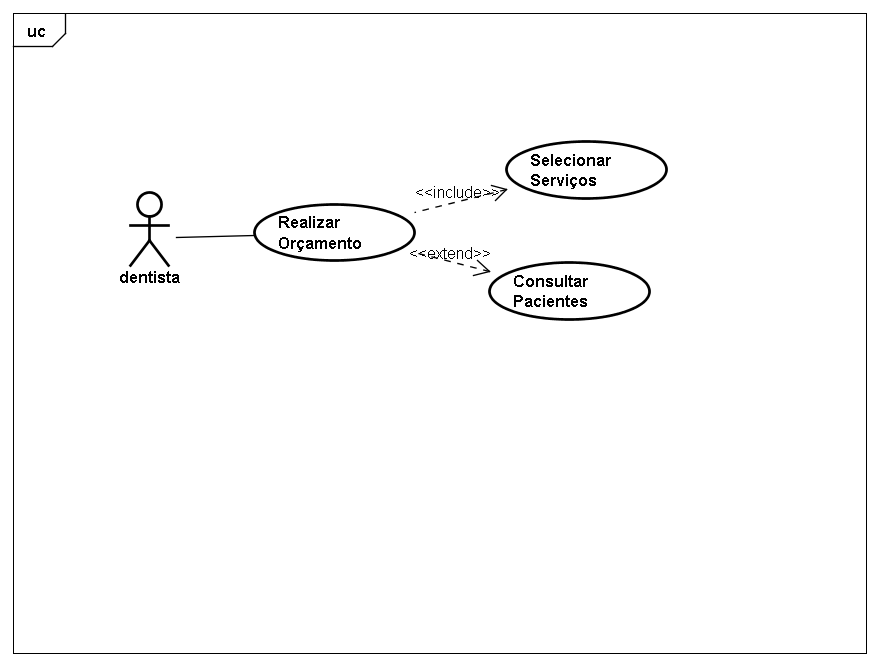 uc
Selecionar
Serviços
<<include>>
Realizar
Orçamento
<<extend>>
dentista
Consultar
Pacientes